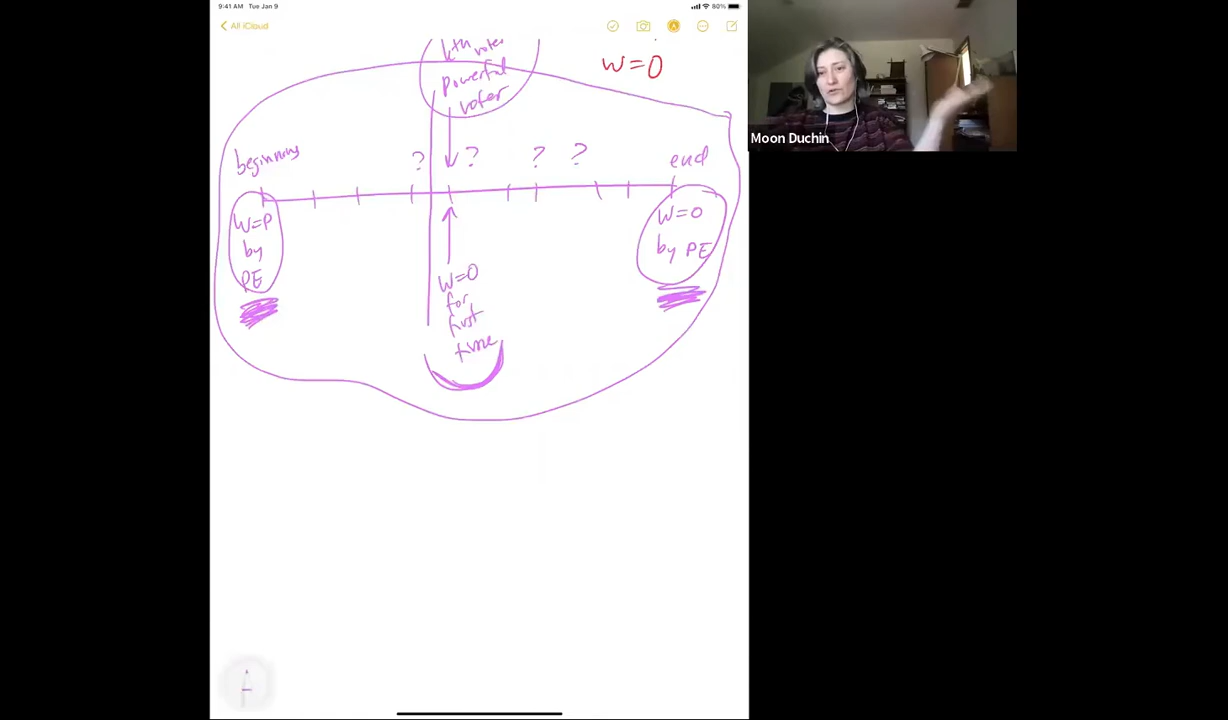 9:41 AM Tue Jan 9
80%
All iCloud
kth voter
powerful
voter
W=0
beginning
? ? ? ?
end
W=P
by
PE
W=0
by PE
W=0
for
first
time
Moon Duchin